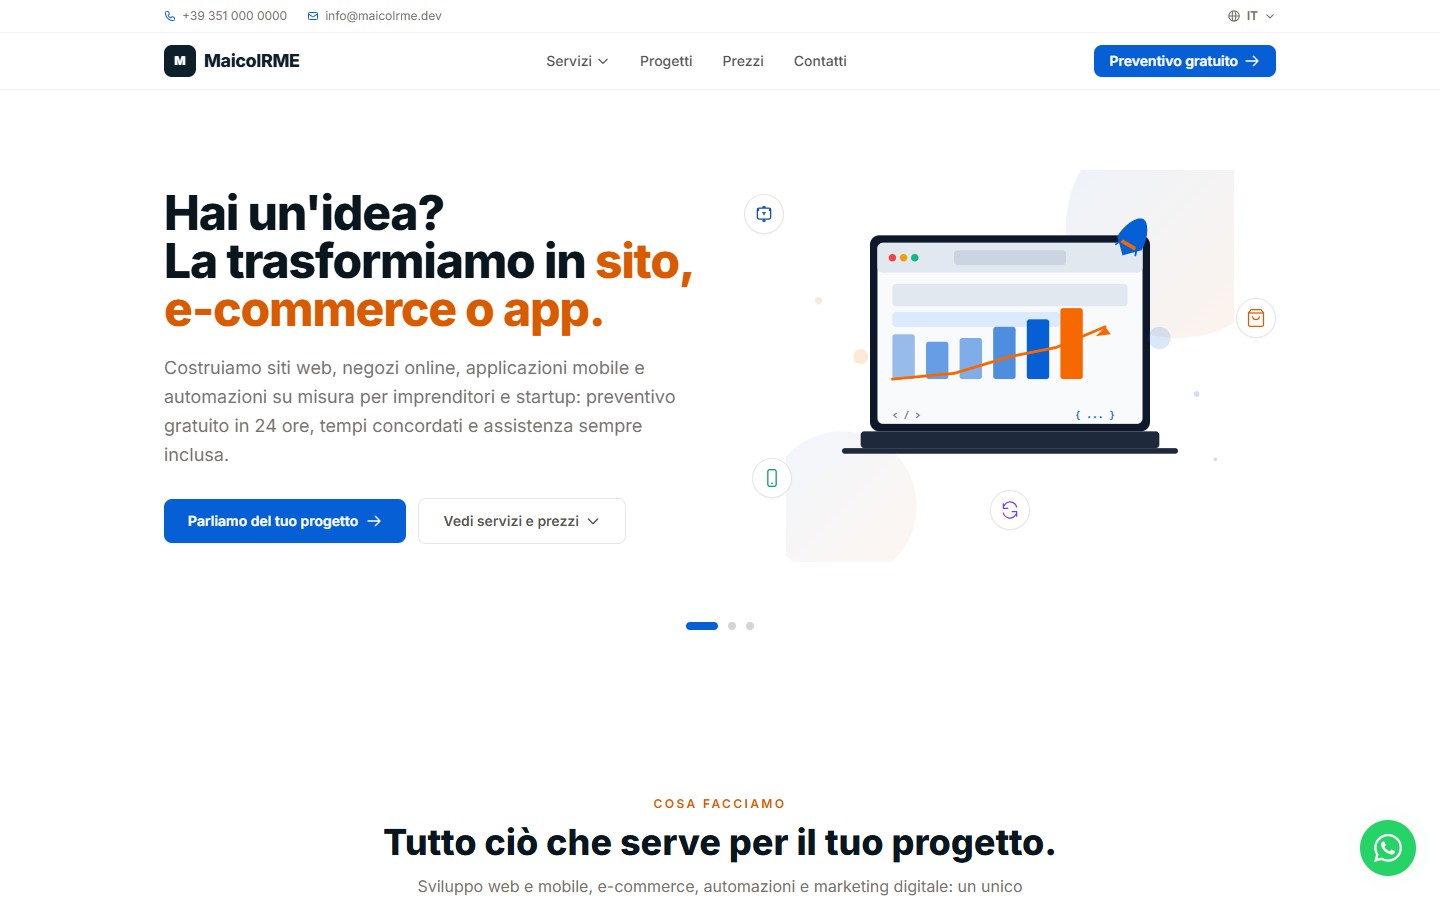 +39 351 000 0000
info@maicolrme.dev
IT
M
MaicolRME
Servizi
Progetti
Prezzi
Contatti
Preventivo gratuito
Hai un'idea?
La trasformiamo in sito,
e-commerce o app.
Costruiamo siti web, negozi online, applicazioni mobile e
automazioni su misura per imprenditori e startup: preventivo
gratuito in 24 ore, tempi concordati e assistenza sempre
inclusa.
Parliamo del tuo progetto
Vedi servizi e prezzi
< / >
{ ... }
COSA FACCIAMO
Tutto ciò che serve per il tuo progetto.
Sviluppo web e mobile, e-commerce, automazioni e marketing digitale: un unico